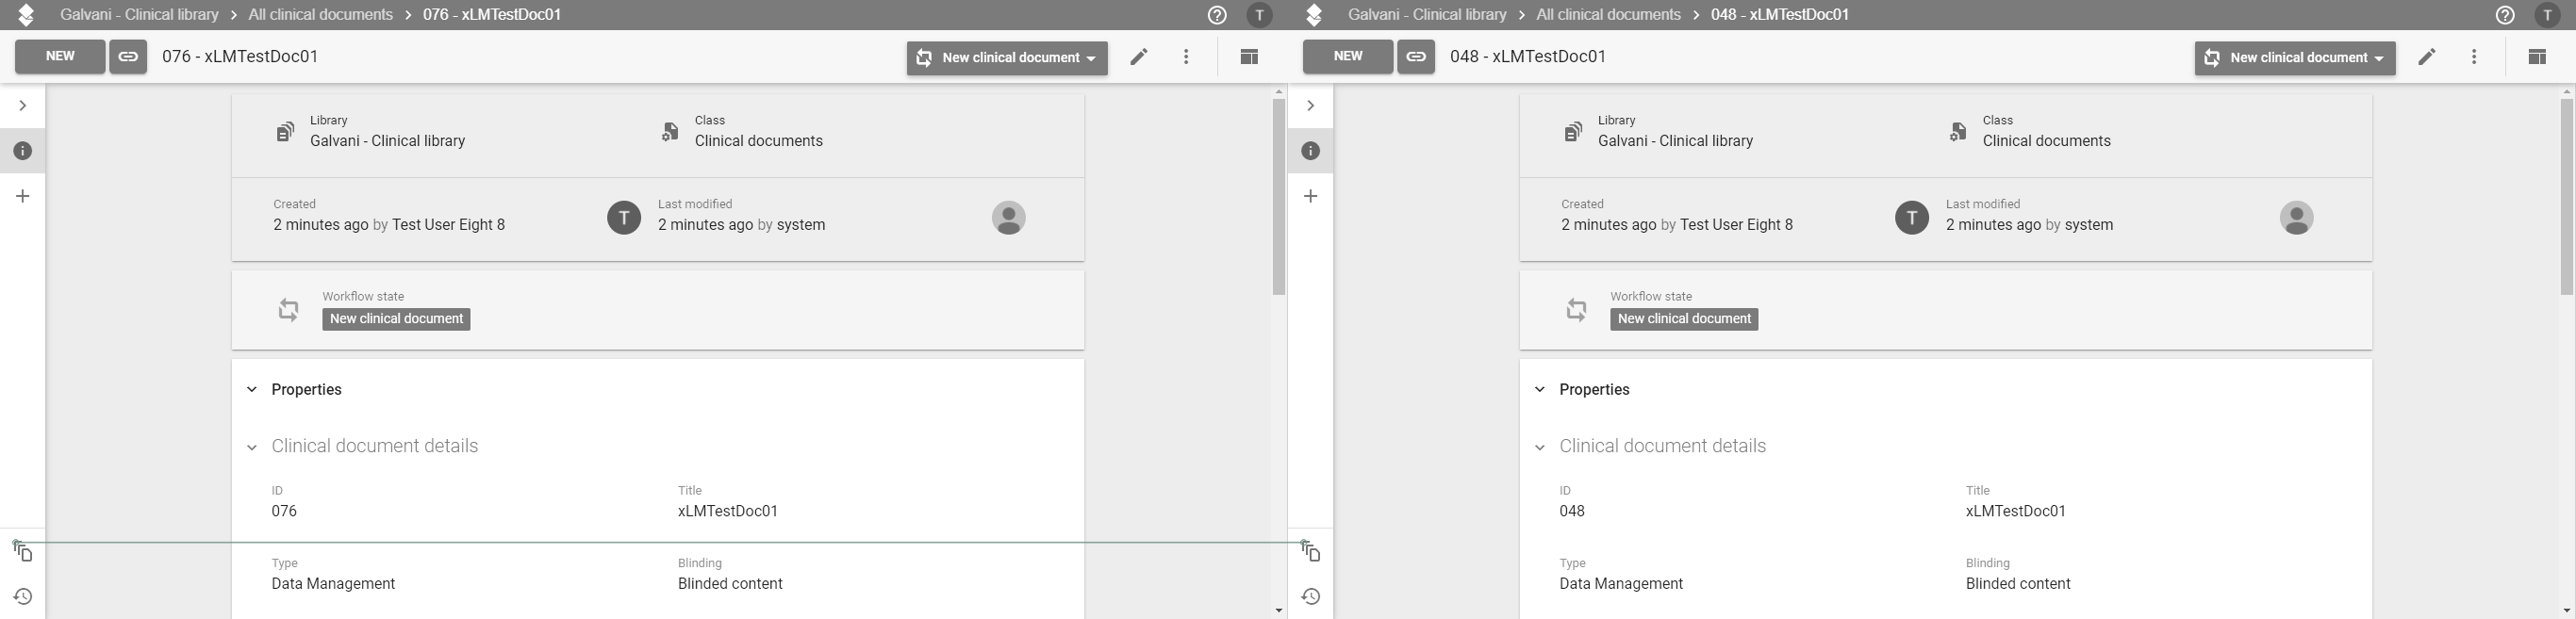 Galvani - Clinical library > All clinical documents > 076 - xLMTestDoc01
T
NEW
076 - xLMTestDoc01
New clinical document
Library
Galvani - Clinical library
Class
Clinical documents
Created
2 minutes ago by Test User Eight 8
T
Last modified
2 minutes ago by system
Workflow state
New clinical document
Properties
Clinical document details
ID
076
Title
xLMTestDoc01
Type
Data Management
Blinding
Blinded content
Galvani - Clinical library > All clinical documents > 048 - xLMTestDoc01
T
NEW
048 - xLMTestDoc01
New clinical document
Library
Galvani - Clinical library
Class
Clinical documents
Created
2 minutes ago by Test User Eight 8
T
Last modified
2 minutes ago by system
Workflow state
New clinical document
Properties
Clinical document details
ID
048
Title
xLMTestDoc01
Type
Data Management
Blinding
Blinded content